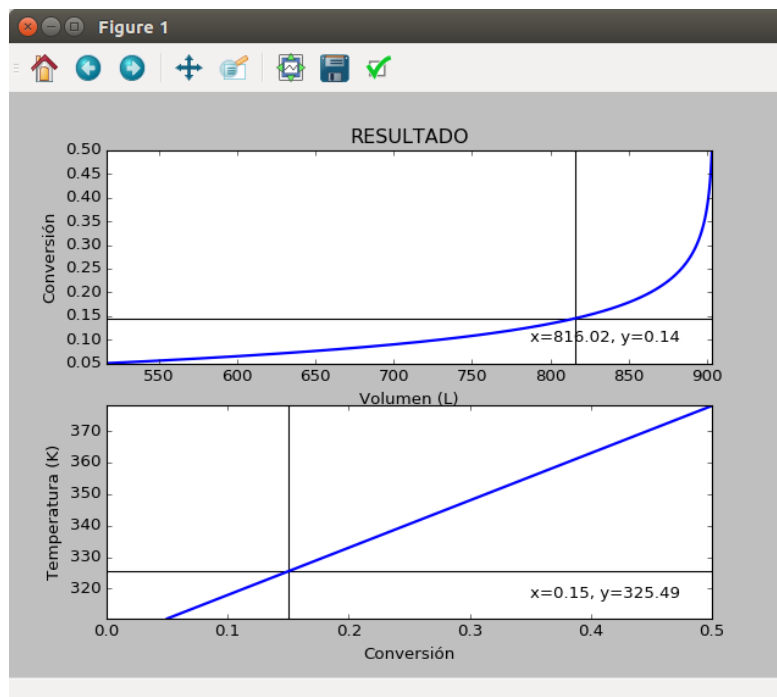 Figure 1
RESULTADO
0.50
0.45
0.40
0.35
0.30
0.25
0.20
0.15
0.10
0.05
Conversión
x=816.02, y=0.14
550 600 650 700 750 800 850 900
Volumen (L)
370
360
350
340
330
320
Temperatura (K)
x=0.15, y=325.49
0.0 0.1 0.2 0.3 0.4 0.5
Conversión